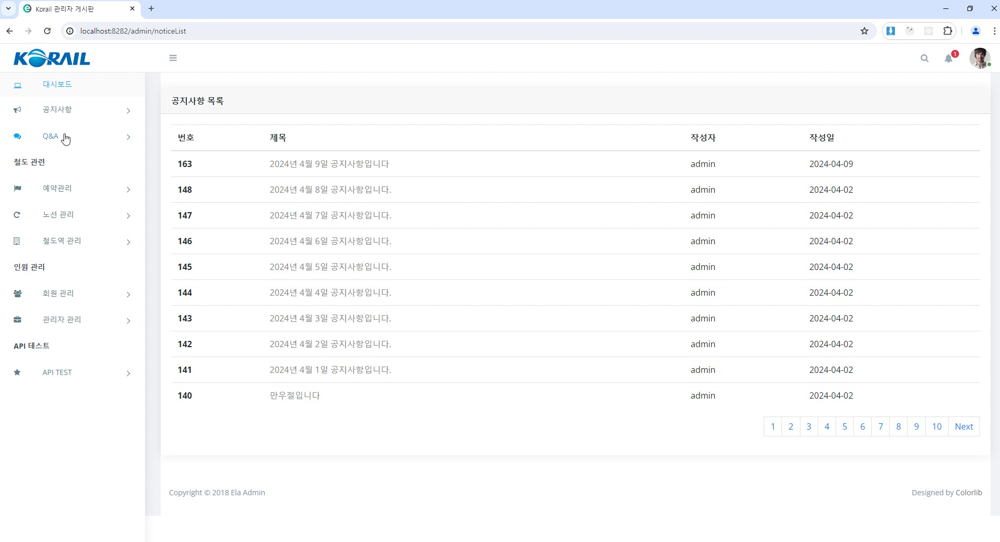 Korail 관리자 게시판
localhost:8282/admin/noticeList
KORAIL
1
대시보드
공지사항
Q&A
철도 관련
예약관리
노선 관리
철도역 관리
인원 관리
회원 관리
관리자 관리
API 테스트
API TEST
공지사항 목록
번호 제목 작성자 작성일
163 2024년 4월 9일 공지사항입니다 admin 2024-04-09
148 2024년 4월 8일 공지사항입니다. admin 2024-04-02
147 2024년 4월 7일 공지사항입니다. admin 2024-04-02
146 2024년 4월 6일 공지사항입니다. admin 2024-04-02
145 2024년 4월 5일 공지사항입니다. admin 2024-04-02
144 2024년 4월 4일 공지사항입니다. admin 2024-04-02
143 2024년 4월 3일 공지사항입니다. admin 2024-04-02
142 2024년 4월 2일 공지사항입니다. admin 2024-04-02
141 2024년 4월 1일 공지사항입니다. admin 2024-04-02
140 만우절입니다 admin 2024-04-02
1 2 3 4 5 6 7 8 9 10 Next
Copyright © 2018 Ela Admin Designed by Colorlib